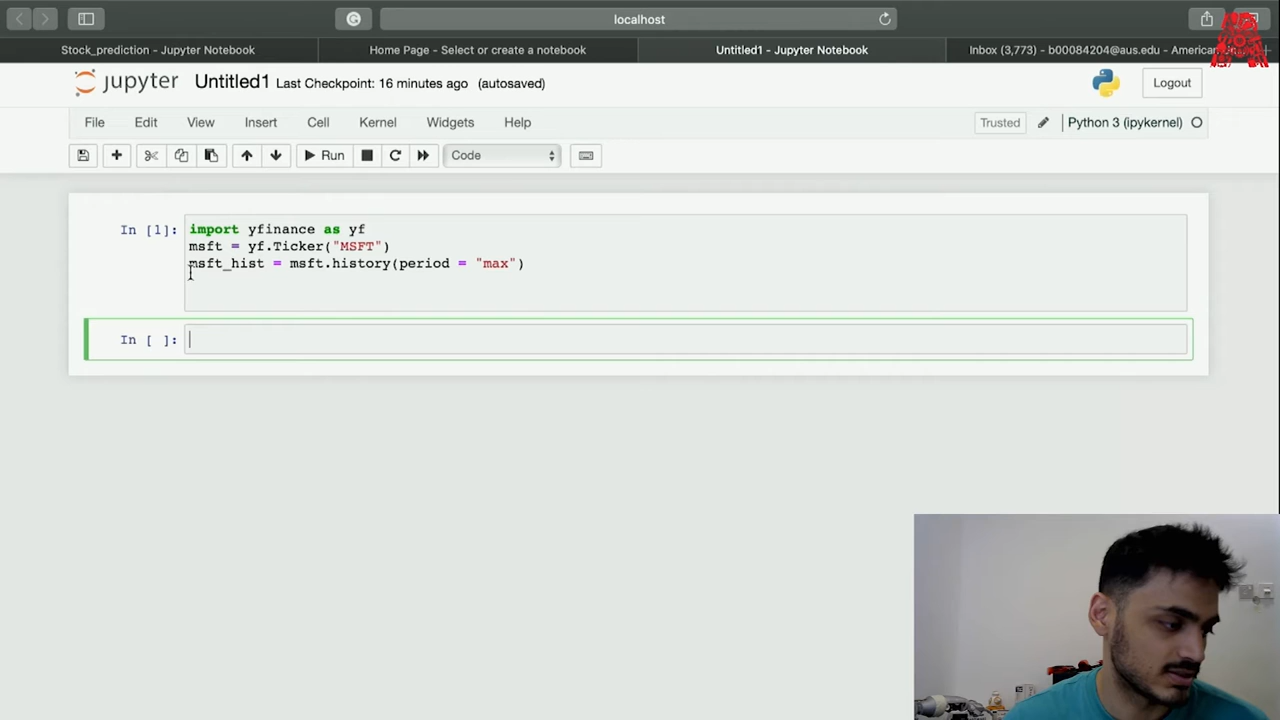 localhost
Stock_prediction - Jupyter Notebook
Home Page - Select or create a notebook
Untitled1 - Jupyter Notebook
Inbox (3,773) - b00084204@aus.edu - American
jupyter Untitled1 Last Checkpoint: 16 minutes ago (autosaved)
Logout
File Edit View Insert Cell Kernel Widgets Help
Trusted
Python 3 (ipykernel)
Run
Code
In [1]:
import yfinance as yf
msft = yf.Ticker("MSFT")
msft_hist = msft.history(period = "max")
In [ ]: